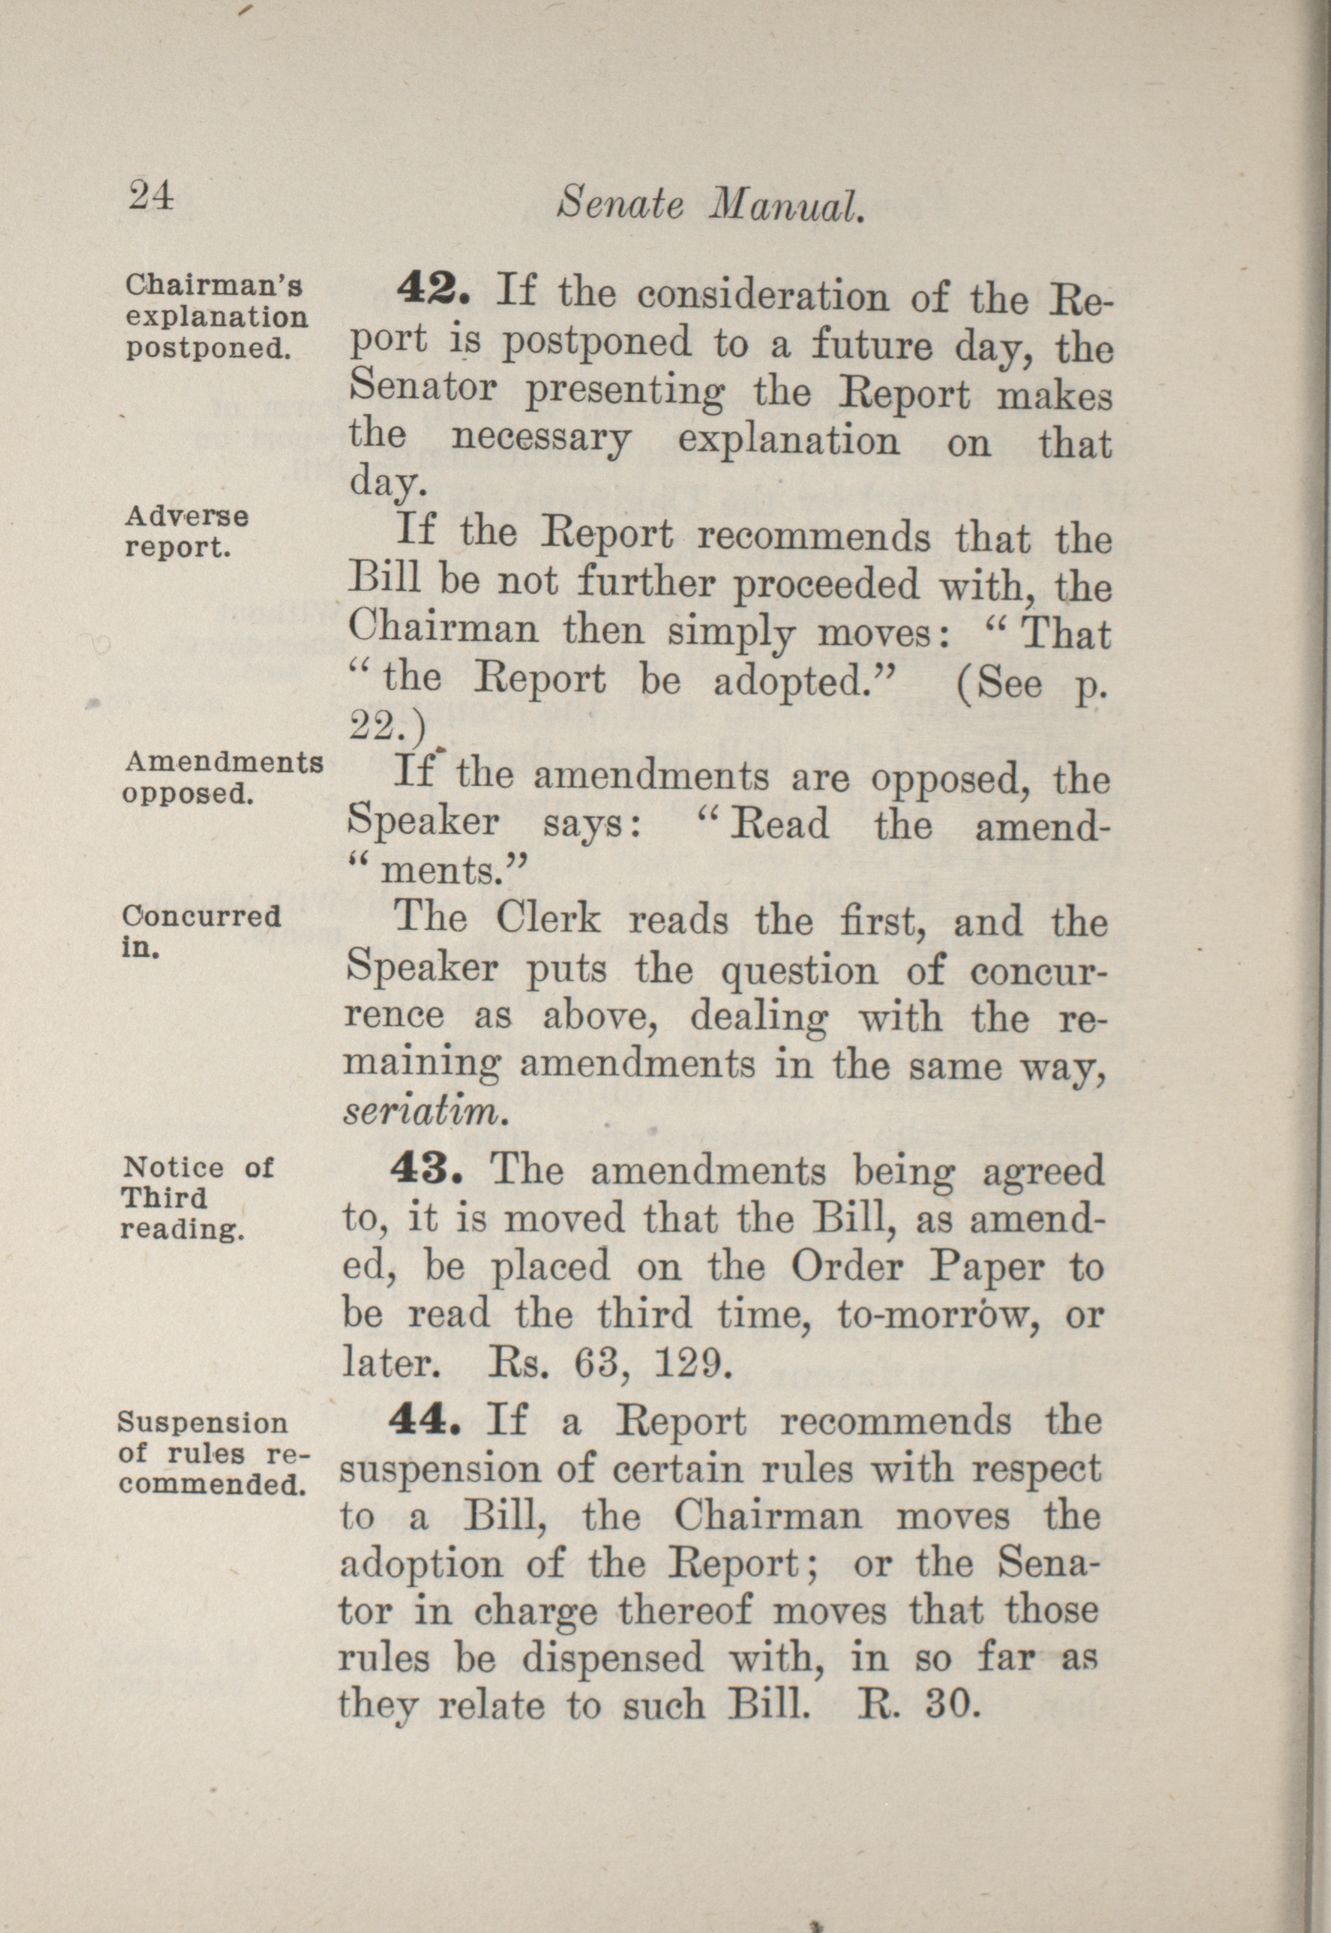 24
Senate Manual.
Chairman's
explanation
postponed.
42. If the consideration of the Re-
port is postponed to a future day, the
Senator presenting the Report makes
the necessary explanation on that
day.
Adverse
report.
If the Report recommends that the
Bill be not further proceeded with, the
Chairman then simply moves: “ That
“ the Report be adopted.” (See p.
22.)
Amendments
opposed.
If the amendments are opposed, the
Speaker says: “ Read the amend-
“ ments.”
Concurred
in.
The Clerk reads the first, and the
Speaker puts the question of concur-
rence as above, dealing with the re-
maining amendments in the same way,
seriatim.
Notice of
Third
reading.
43. The amendments being agreed
to, it is moved that the Bill, as amend-
ed, be placed on the Order Paper to
be read the third time, to-morrow, or
later. Rs. 63, 129.
Suspension
of rules re-
commended.
44. If a Report recommends the
suspension of certain rules with respect
to a Bill, the Chairman moves the
adoption of the Report; or the Sena-
tor in charge thereof moves that those
rules be dispensed with, in so far as
they relate to such Bill. R. 30.